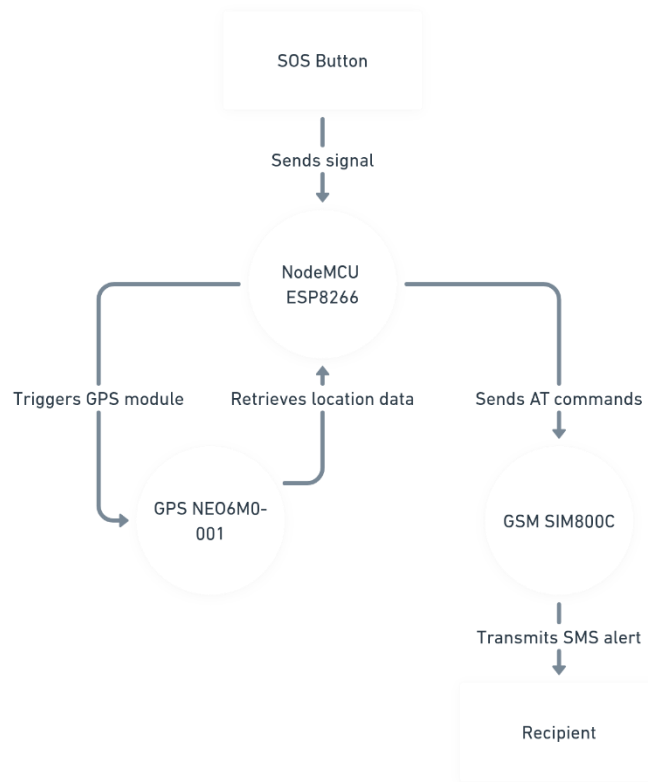 SOS Button
Sends signal
NodeMCU
ESP8266
Triggers GPS module
Retrieves location data
Sends AT commands
GPS NEO6M0-
001
GSM SIM800C
Transmits SMS alert
Recipient